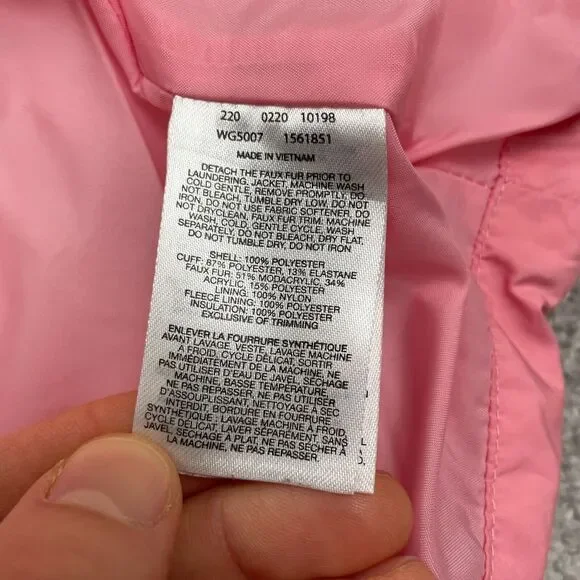 220 0220 10198
WG5007 1561851
MADE IN VIETNAM
DETACH THE FAUX FUR PRIOR TO
LAUNDERING. JACKET, MACHINE WASH
COLD GENTLE, REMOVE PROMPTLY, DO
NOT BLEACH, TUMBLE DRY LOW, DO NOT
IRON, DO NOT USE FABRIC SOFTENER, DO
NOT DRYCLEAN, FAUX FUR TRIM: MACHINE
WASH, COLD, GENTLE CYCLE, WASH
SEPARATELY, DO NOT BLEACH, DRY FLAT,
DO NOT TUMBLE DRY, DO NOT IRON
SHELL: 100% POLYESTER
CUFF: 87% POLYESTER, 13% ELASTANE
FAUX FUR: 51% MODACRYLIC, 34%
ACRYLIC, 15% POLYESTER
LINING: 100% NYLON
FLEECE LINING: 100% POLYESTER
INSULATION: 100% POLYESTER
EXCLUSIVE OF TRIMMING
ENLEVER LA FOURRURE SYNTHÉTIQUE
AVANT LAVAGE, VESTE, LAVAGE MACHINE
À FROID, CYCLE DÉLICAT, SORTIR
IMMÉDIATEMENT DE LA MACHINE, NE PAS
UTILISER D'EAU DE JAVEL, SÉCHAGE
MACHINE, BASSE TEMPÉRATURE
NE PAS REPASSER, NE PAS UTILISER
D'ASSOUPLISSANT, NETTOYAGE À SEC
INTERDIT, BORDURE EN FOURRURE
SYNTHÉTIQUE: LAVAGE MACHINE À FROID,
CYCLE DÉLICAT, LAVER SÉPARÉMENT, SANS
JAVEL, SÉCHAGE À PLAT, NE PAS SÉCHER À
LA MACHINE, NE PAS REPASSER